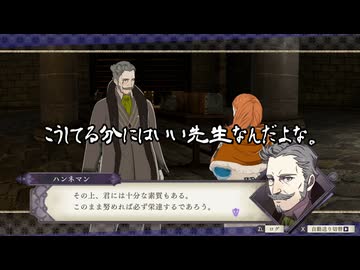 こうしてる分にはいい先生なんだよな。
ハンネマン
その上、君には十分な素質もある。
このまま努めれば必ず栄達するであろう。
ログ
X 自動送り切替